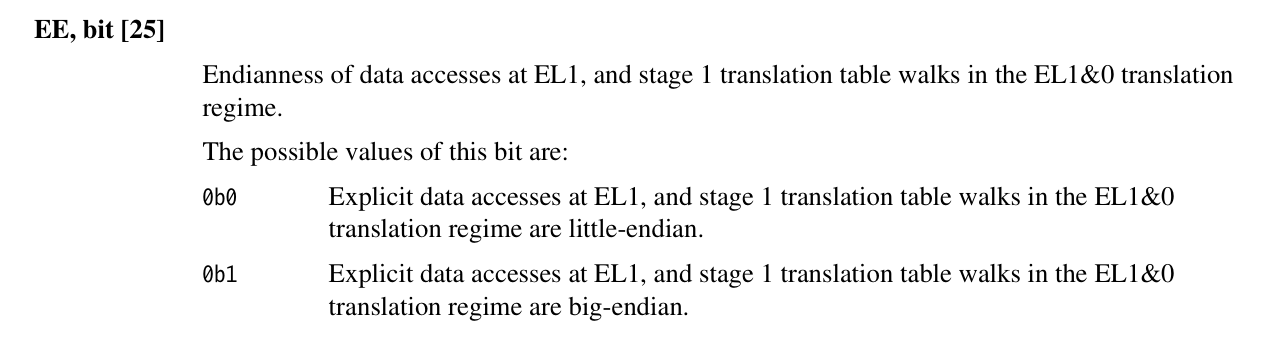 EE, bit [25]
Endianness of data accesses at EL1, and stage 1 translation table walks in the EL1&0 translation
regime.
The possible values of this bit are:
0b0 Explicit data accesses at EL1, and stage 1 translation table walks in the EL1&0
translation regime are little-endian.
0b1 Explicit data accesses at EL1, and stage 1 translation table walks in the EL1&0
translation regime are big-endian.